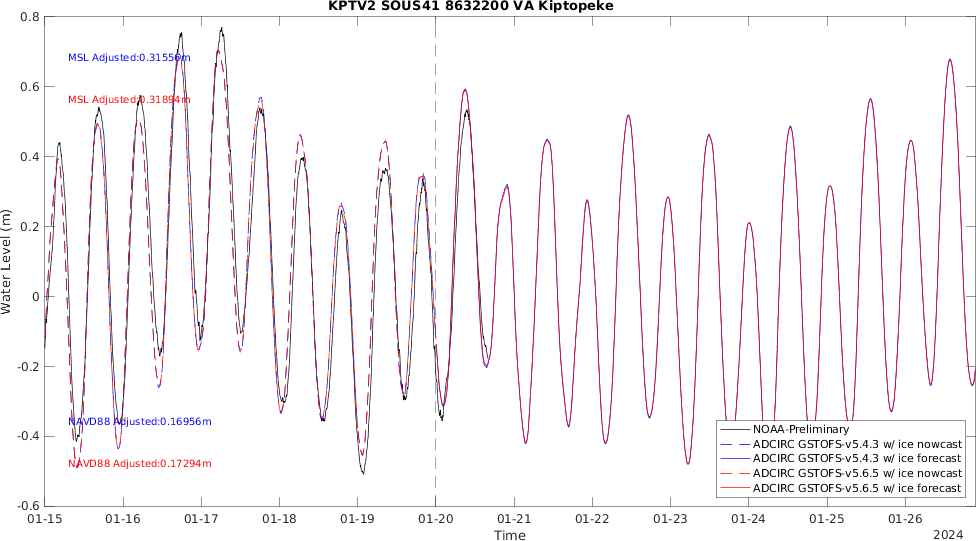 KPTV2 SOUS41 8632200 VA Kiptopeke
0.8
0.6
0.4
0.2
0
-0.2
-0.4
-0.6
Water Level (m)
MSL Adjusted:0.31556m
MSL Adjusted:0.31894m
NAVD88 Adjusted:0.16956m
NAVD88 Adjusted:0.17294m
NOAA-Preliminary
ADCIRC GSTOFS-v5.4.3 w/ ice nowcast
ADCIRC GSTOFS-v5.4.3 w/ ice forecast
ADCIRC GSTOFS-v5.6.5 w/ ice nowcast
ADCIRC GSTOFS-v5.6.5 w/ ice forecast
01-15 01-16 01-17 01-18 01-19 01-20 01-21 01-22 01-23 01-24 01-25 01-26
Time
2024